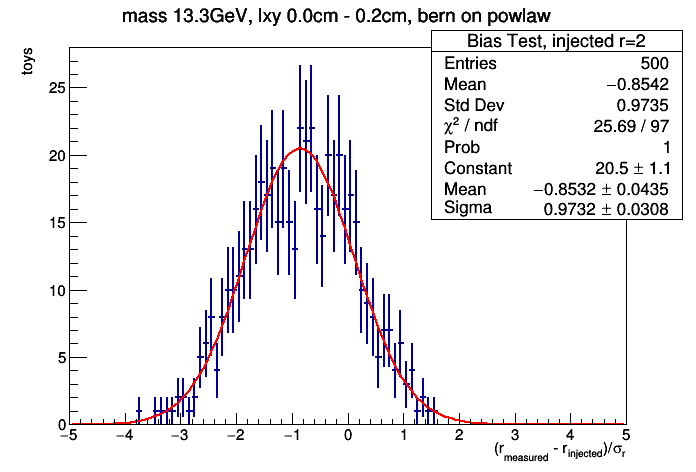 mass 13.3GeV, lxy 0.0cm - 0.2cm, bern on powlaw
Bias Test, injected r=2
Entries 500
Mean −0.8542
Std Dev 0.9735
χ² / ndf 25.69 / 97
Prob 1
Constant 20.5 ± 1.1
Mean −0.8532 ± 0.0435
Sigma 0.9732 ± 0.0308
toys
25
20
15
10
5
0
−5 −4 −3 −2 −1 0 1 2 3 4 5
(r_measured - r_injected)/σ_r